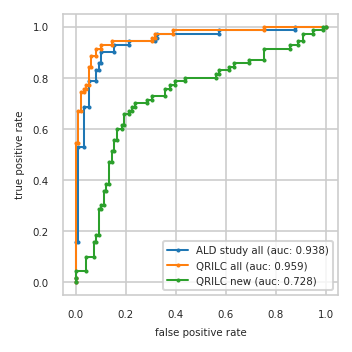 1.0
0.8
0.6
0.4
0.2
0.0
true positive rate
ALD study all (auc: 0.938)
QRILC all (auc: 0.959)
QRILC new (auc: 0.728)
0.0 0.2 0.4 0.6 0.8 1.0
false positive rate